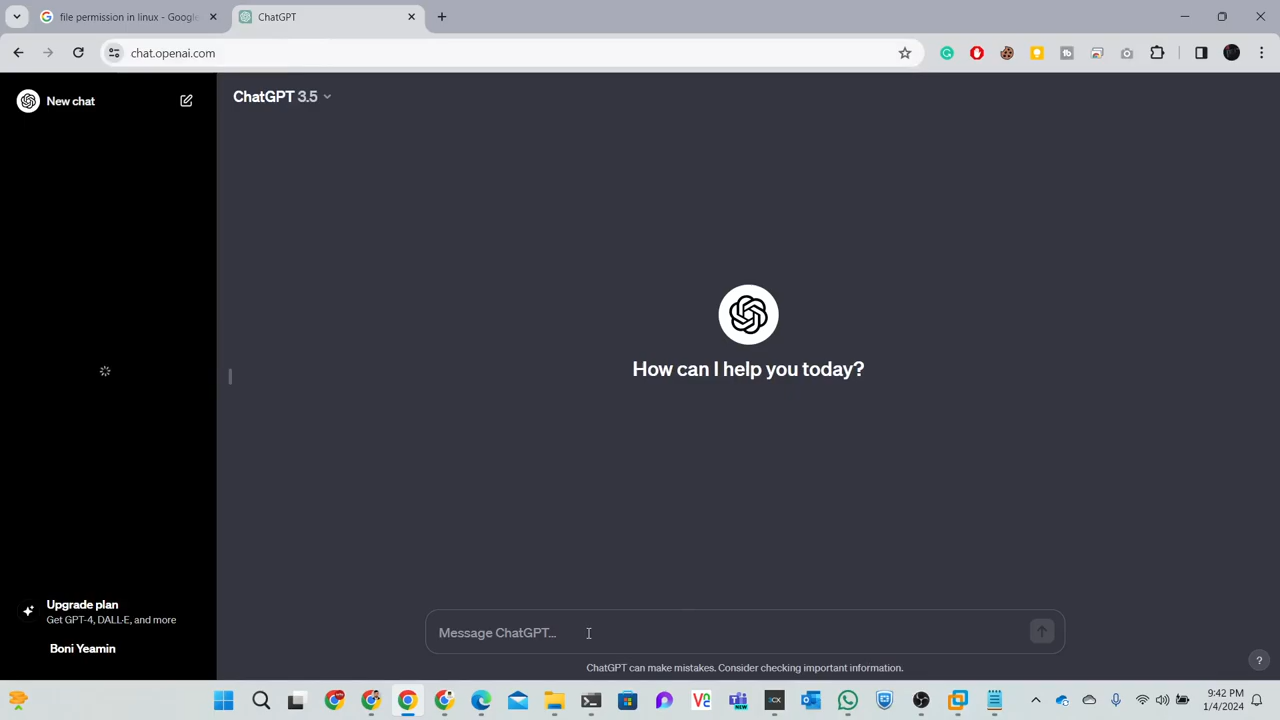 file permission in linux - Google
ChatGPT
chat.openai.com
New chat
ChatGPT 3.5
How can I help you today?
Upgrade plan
Get GPT-4, DALL·E, and more
Boni Yeamin
Message ChatGPT...
ChatGPT can make mistakes. Consider checking important information.
?
9:42 PM
1/4/2024